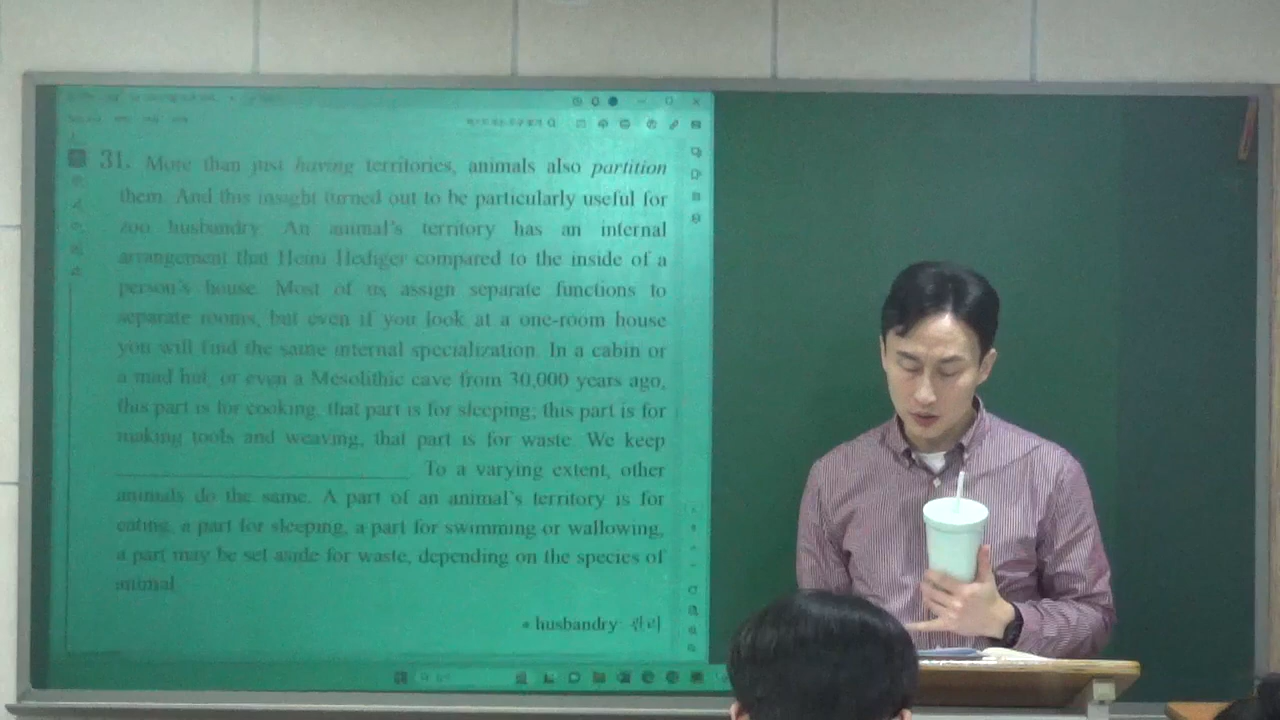 31. More than just having territories, animals also partition
them. And this insight turned out to be particularly useful for
zoo husbandry. An animal's territory has an internal
arrangement that Heini Hediger compared to the inside of a
person's house. Most of us assign separate functions to
separate rooms, but even if you look at a one-room house
you will find the same internal specialization. In a cabin or
a mud hut, or even a Mesolithic cave from 30,000 years ago,
this part is for cooking, that part is for sleeping; this part is for
making tools and weaving, that part is for waste. We keep
. To a varying extent, other
animals do the same. A part of an animal's territory is for
eating, a part for sleeping, a part for swimming or wallowing,
a part may be set aside for waste, depending on the species of
animal.
* husbandry: 관리